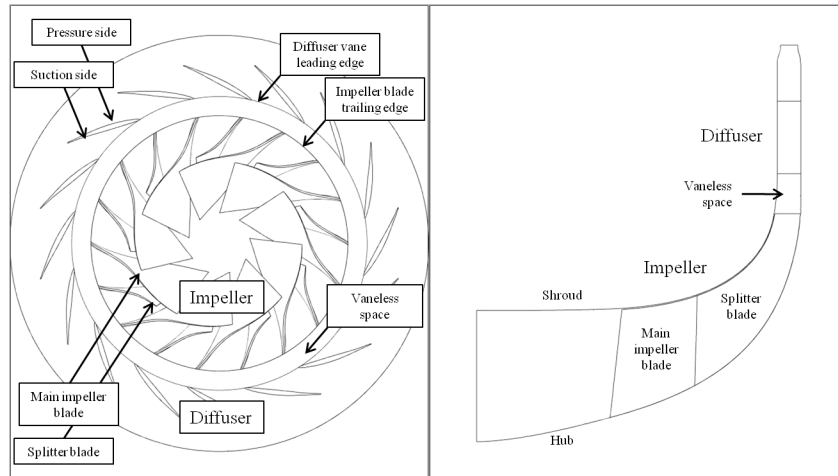 Pressure side
Suction side
Diffuser vane
leading edge
Impeller blade
trailing edge
Impeller
Vaneless
space
Main impeller
blade
Splitter blade
Diffuser
Diffuser
Vaneless
space
Impeller
Shroud
Splitter
blade
Main
impeller
blade
Hub